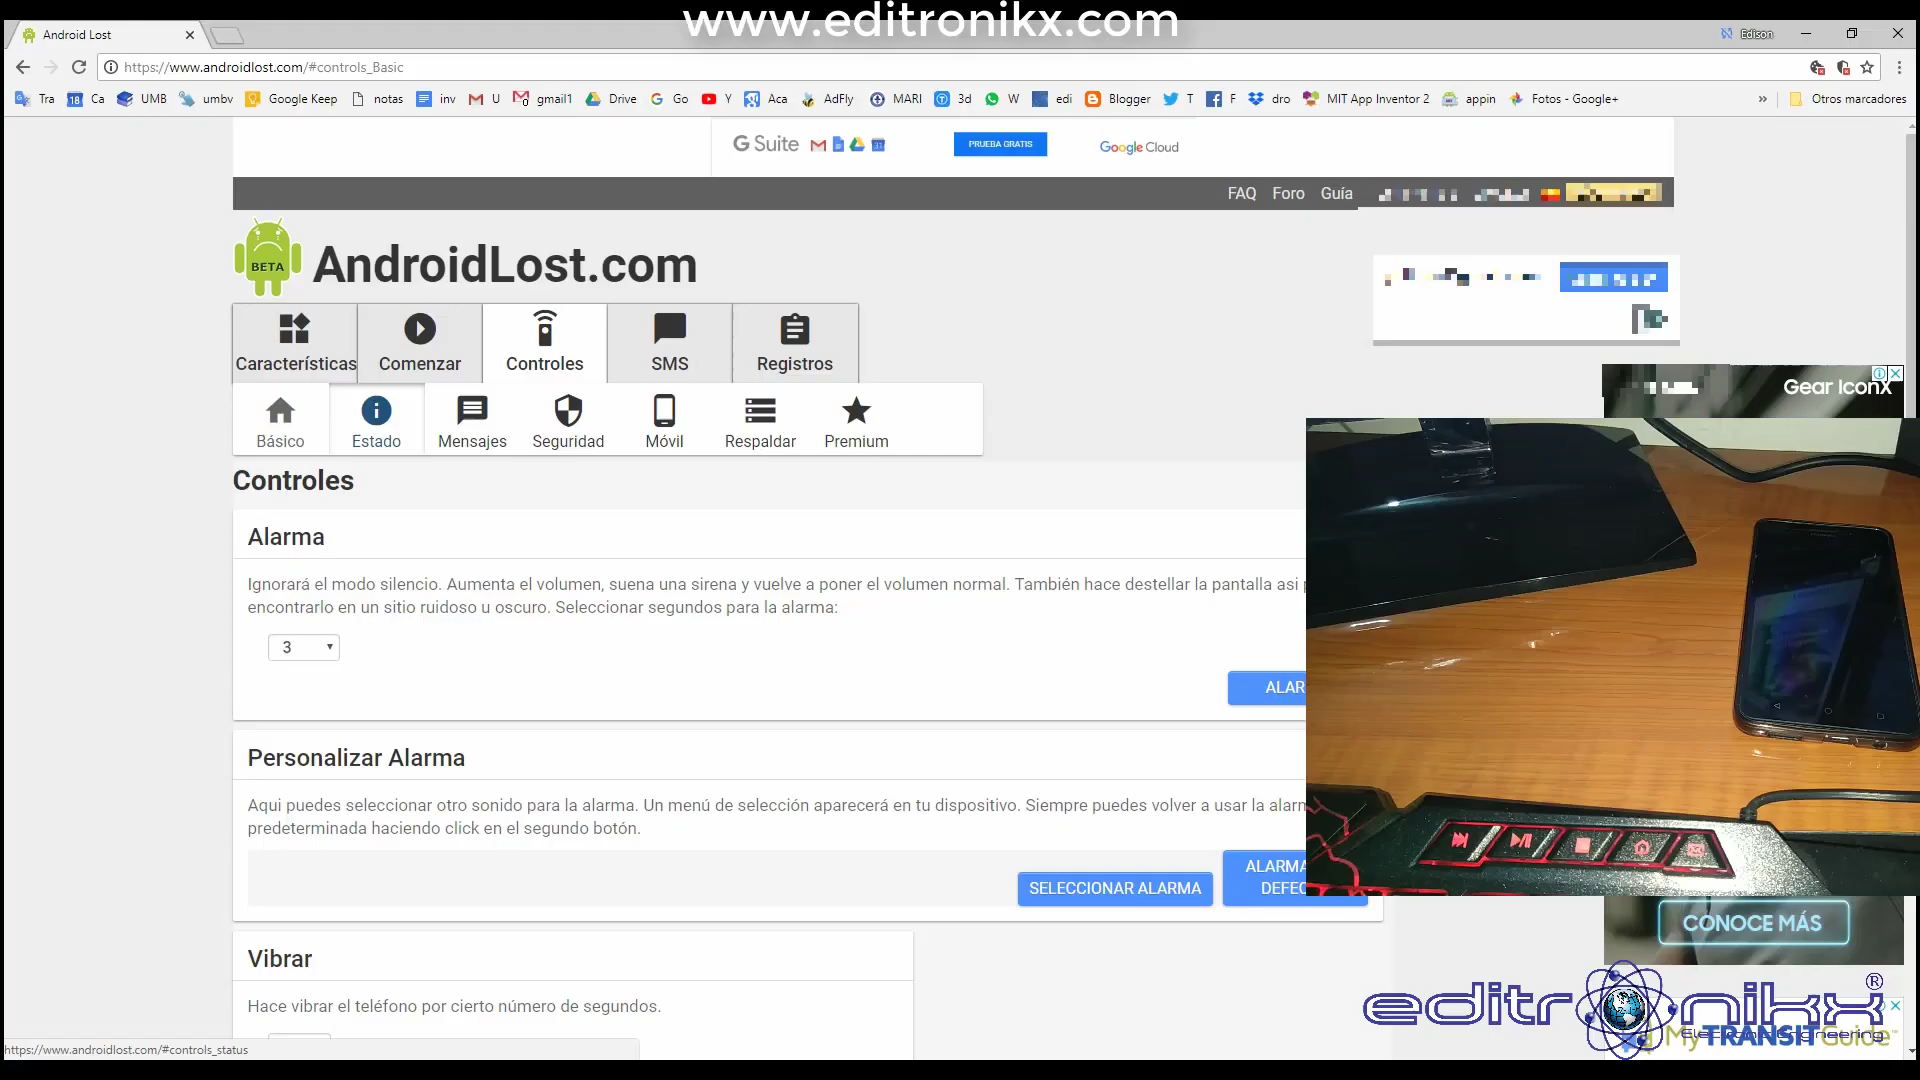 www.editronikx.com
Android Lost
Edison
https://www.androidlost.com/#controls_Basic
Tra
Ca
UMB
umbv
Google Keep
notas
inv
U
gmail1
Drive
Go
Y
Aca
AdFly
MARI
3d
W
edi
Blogger
T
F
dro
MIT App Inventor 2
appin
Fotos - Google+
»
Otros marcadores
G Suite
PRUEBA GRATIS
Google Cloud
FAQ Foro Guía
BETA
AndroidLost.com
Características
Comenzar
Controles
SMS
Registros
Gear IconX
Básico
Estado
Mensajes
Seguridad
Móvil
Respaldar
Premium
Controles
Alarma
Ignorará el modo silencio. Aumenta el volumen, suena una sirena y vuelve a poner el volumen normal. También hace destellar la pantalla asi
encontrarlo en un sitio ruidoso u oscuro. Seleccionar segundos para la alarma:
3
ALAR
Personalizar Alarma
Aqui puedes seleccionar otro sonido para la alarma. Un menú de selección aparecerá en tu dispositivo. Siempre puedes volver a usar la alarm
predeterminada haciendo click en el segundo botón.
SELECCIONAR ALARMA
ALARMA
DEFEC
CONOCE MÁS
Vibrar
Hace vibrar el teléfono por cierto número de segundos.
editronikx®
MyTRANSITGuide
https://www.androidlost.com/#controls_status